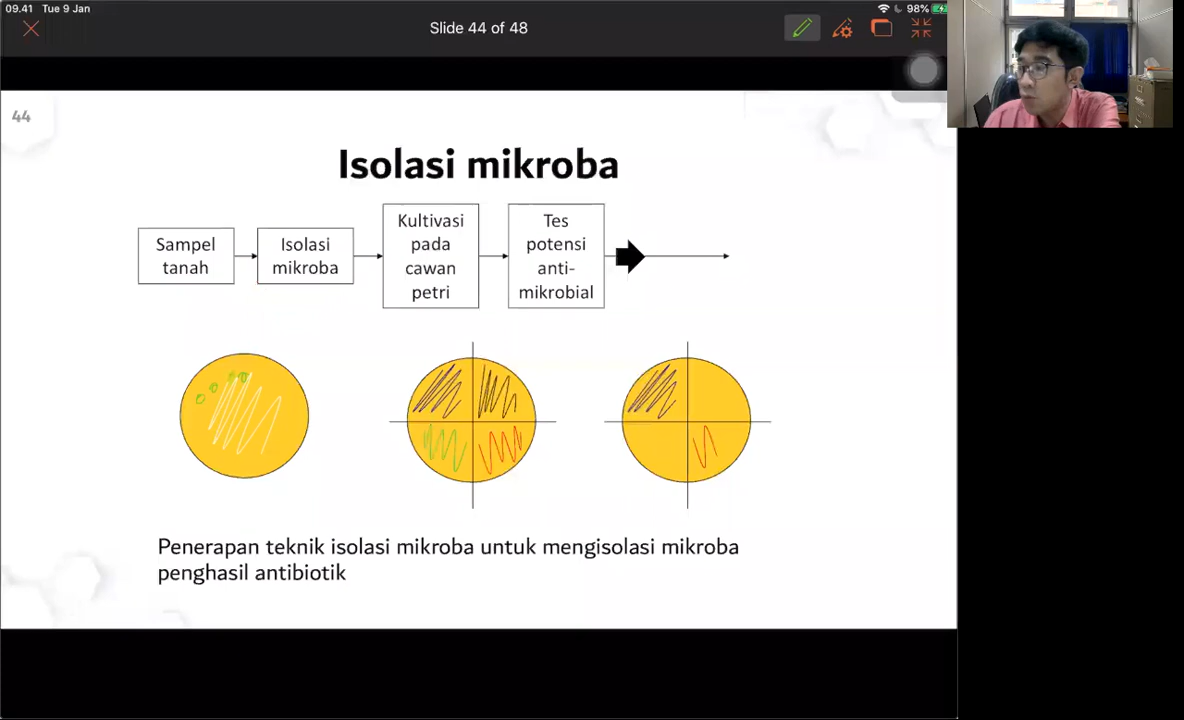 09.41 Tue 9 Jan
98%
Slide 44 of 48
44
Isolasi mikroba
Sampel
tanah
Isolasi
mikroba
Kultivasi
pada
cawan
petri
Tes
potensi
anti-
mikrobial
Penerapan teknik isolasi mikroba untuk mengisolasi mikroba
penghasil antibiotik